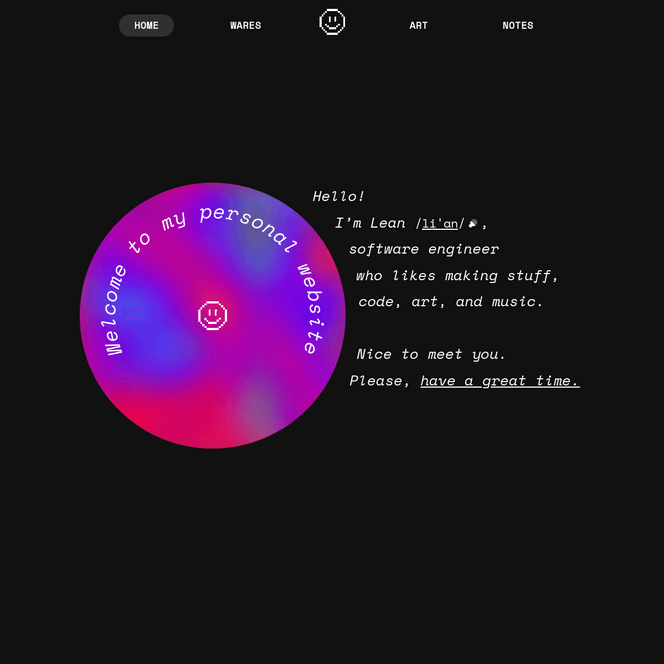 HOME
WARES
ART
NOTES
Welcome to my personal website
Hello!
I’m Lean /li'an/🔊,
software engineer
who likes making stuff,
code, art, and music.
Nice to meet you.
Please, have a great time.